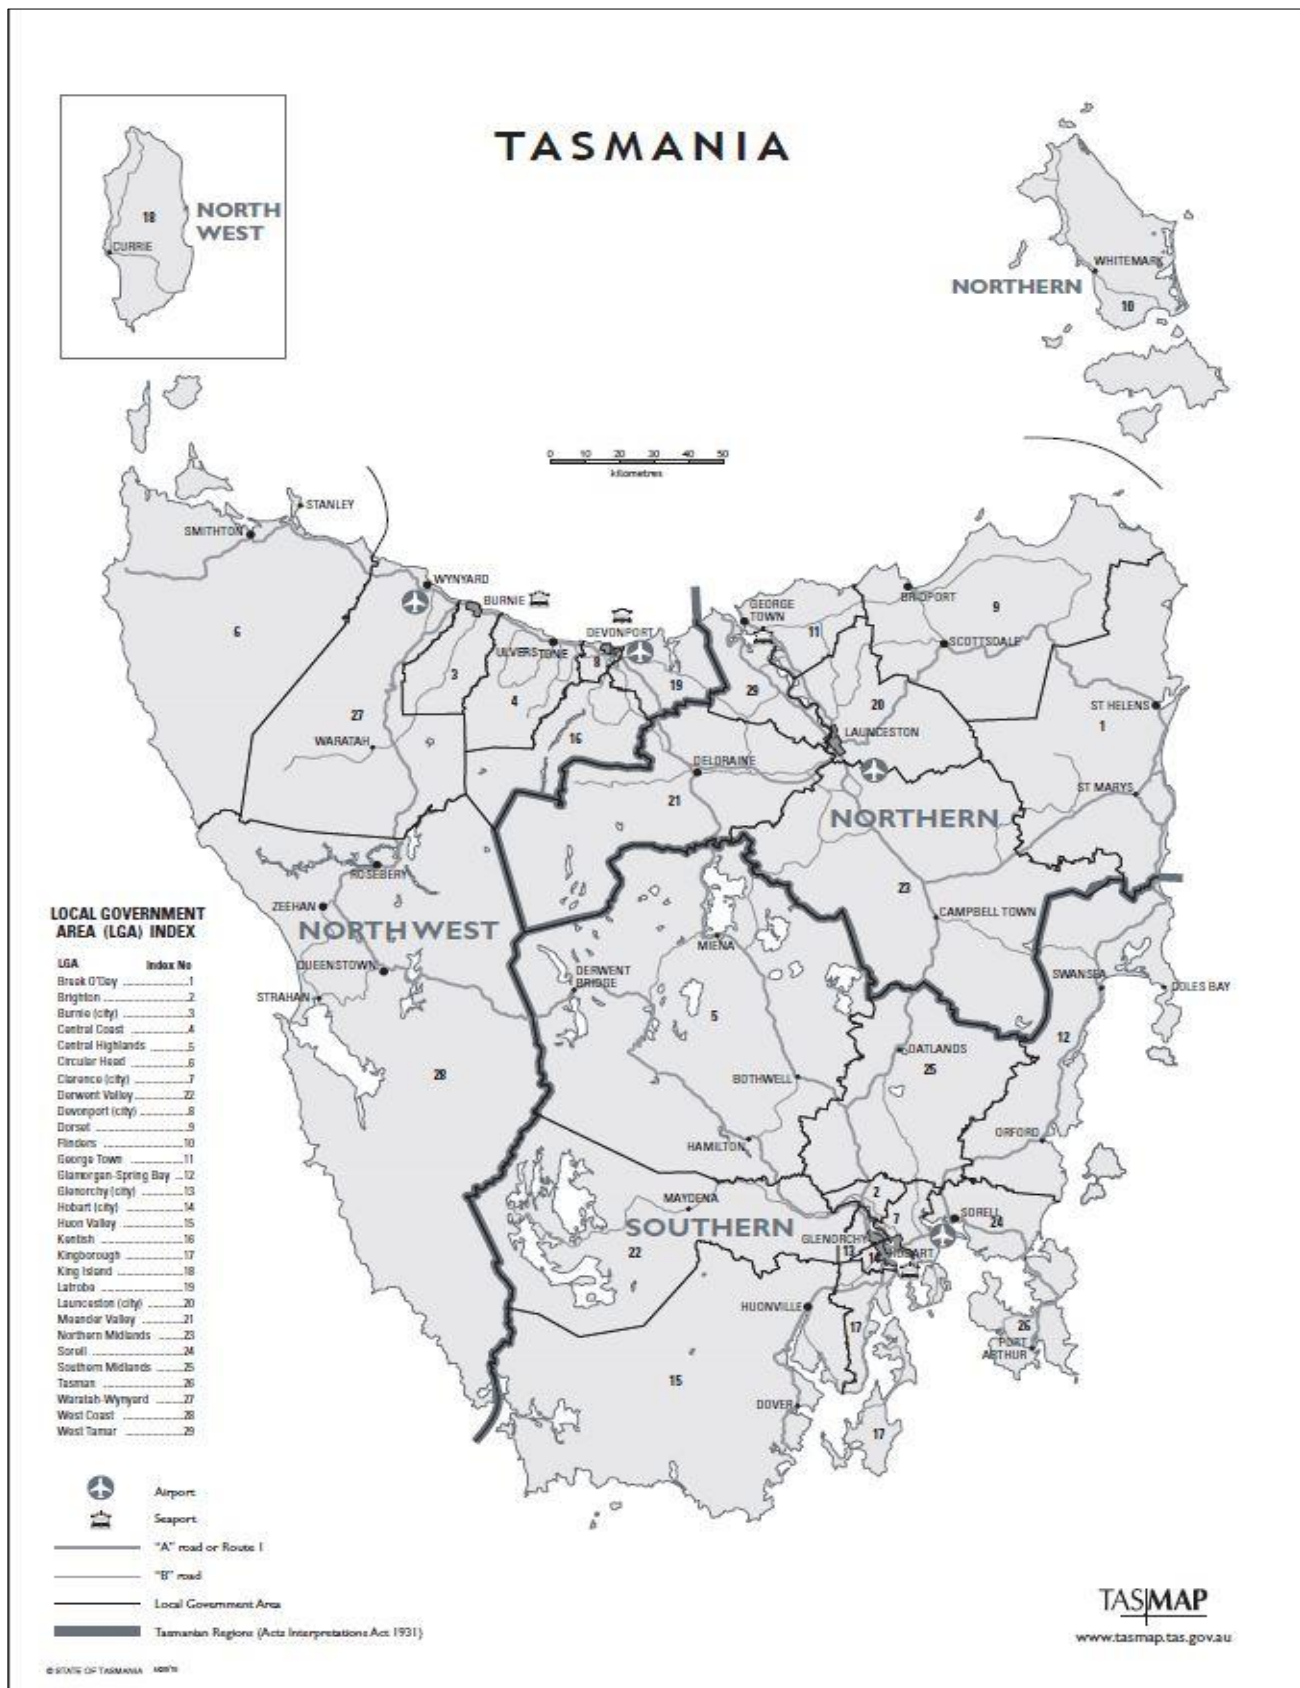 TASMANIA
18
NORTH
WEST
CURRIE
WHITEMARK
NORTHERN
10
0 10 20 30 40 50
kilometres
STANLEY
SMITHTON
WYNYARD
BURNIE
DEVONPORT
GEORGE
TOWN
BRIDPORT
9
6
11
ULVERSTONE
SCOTTSDALE
8
3
19
29
4
20
ST HELENS
27
1
WARATAH
16
LAUNCESTON
DELORAINE
ST MARYS
21
NORTHERN
ROSEBERY
23
ZEEHAN
CAMPBELL TOWN
NORTH WEST
MIENA
QUEENSTOWN
DERWENT
BRIDGE
SWANSEA
COLES BAY
STRAHAN
5
12
OATLANDS
25
28
BOTHWELL
ORFORD
HAMILTON
2
MAYDENA
SORELL
24
7
SOUTHERN
GLENORCHY
22
13
14
HOBART
HUONVILLE
17
26
PORT
ARTHUR
15
DOVER
17
LOCAL GOVERNMENT
AREA (LGA) INDEX
LGA Index No
Break O'Day 1
Brighton 2
Burnie (city) 3
Central Coast 4
Central Highlands 5
Circular Head 6
Clarence (city) 7
Derwent Valley 22
Devonport (city) 8
Dorset 9
Flinders 10
George Town 11
Glamorgan-Spring Bay 12
Glenorchy (city) 13
Hobart (city) 14
Huon Valley 15
Kentish 16
Kingborough 17
King Island 18
Latrobe 19
Launceston (city) 20
Meander Valley 21
Northern Midlands 23
Sorell 24
Southern Midlands 25
Tasman 26
Waratah-Wynyard 27
West Coast 28
West Tamar 29
Airport
Seaport
"A" road or Route 1
"B" road
Local Government Area
Tasmanian Regions (Acts Interpretations Act 1931)
© STATE OF TASMANIA
TASMAP
www.tasmap.tas.gov.au